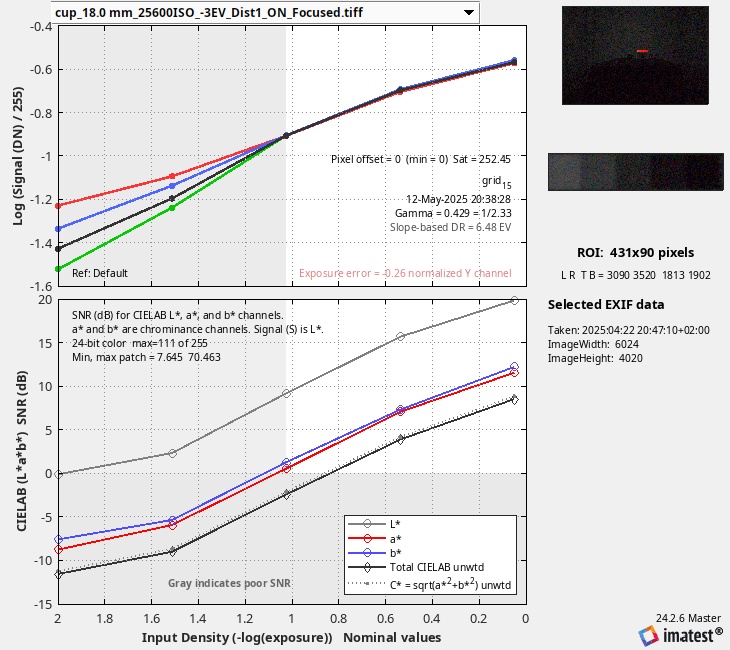 cup_18.0 mm_25600ISO_-3EV_Dist1_ON_Focused.tiff
-0.4
-0.6
-0.8
-1
-1.2
-1.4
-1.6
Log (Signal (DN) / 255)
Pixel offset = 0 (min = 0) Sat = 252.45
grid15
12-May-2025 20:38:28
Gamma = 0.429 = 1/2.33
Slope-based DR = 6.48 EV
Ref: Default
Exposure error = -0.26 normalized Y channel
ROI: 431x90 pixels
L R T B = 3090 3520 1813 1902
Selected EXIF data
Taken: 2025:04:22 20:47:10+02:00
ImageWidth: 6024
ImageHeight: 4020
20
15
10
5
0
-5
-10
-15
CIELAB (L*a*b*) SNR (dB)
SNR (dB) for CIELAB L*, a*, and b* channels.
a* and b* are chrominance channels. Signal (S) is L*.
24-bit color max=111 of 255
Min, max patch = 7.645 70.463
L*
a*
b*
Total CIELAB unwtd
C* = sqrt(a*2+b*2) unwtd
Gray indicates poor SNR
2 1.8 1.6 1.4 1.2 1 0.8 0.6 0.4 0.2 0
Input Density (-log(exposure)) Nominal values
24.2.6 Master
imatest®